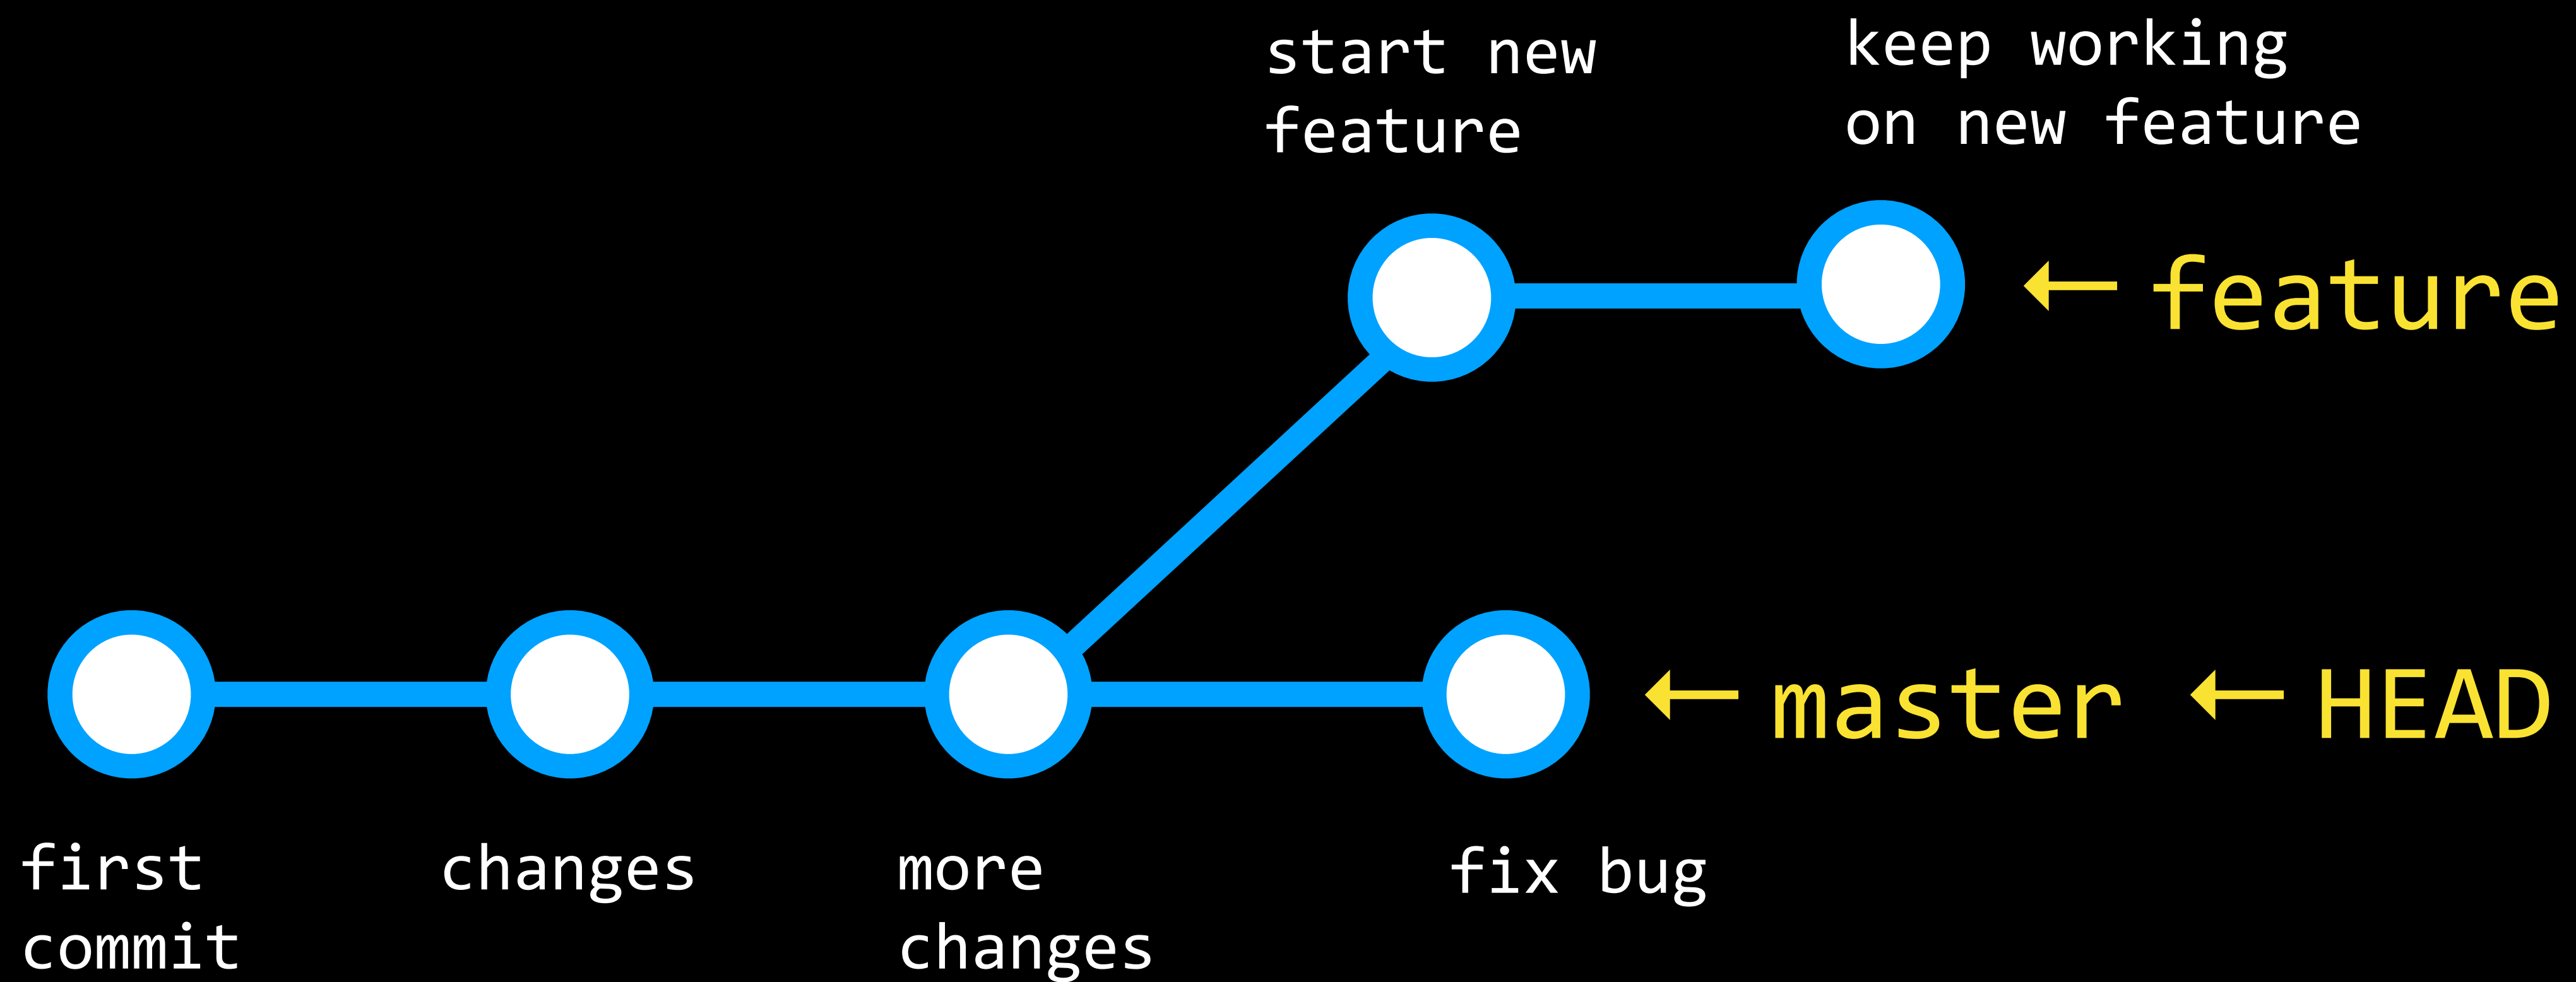 start new
feature
keep working
on new feature
← feature
← master ← HEAD
first
commit
changes
more
changes
fix bug